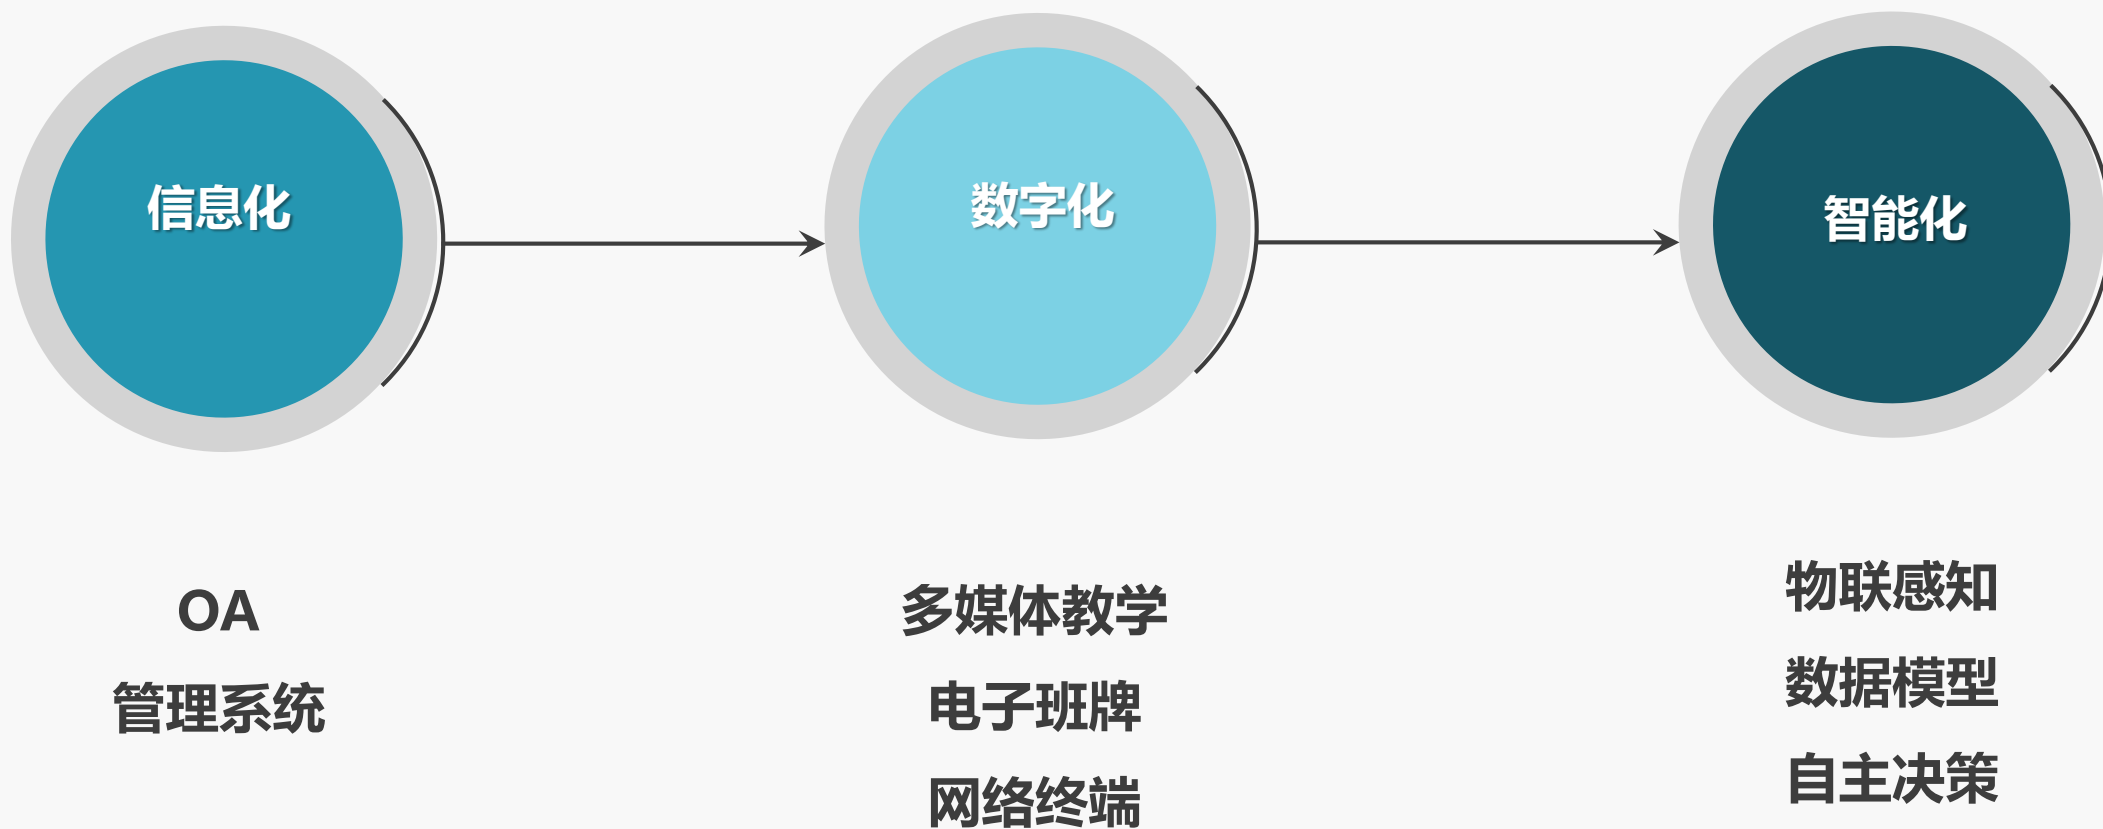 信息化
数字化
智能化
OA
管理系统
多媒体教学
电子班牌
网络终端
物联感知
数据模型
自主决策